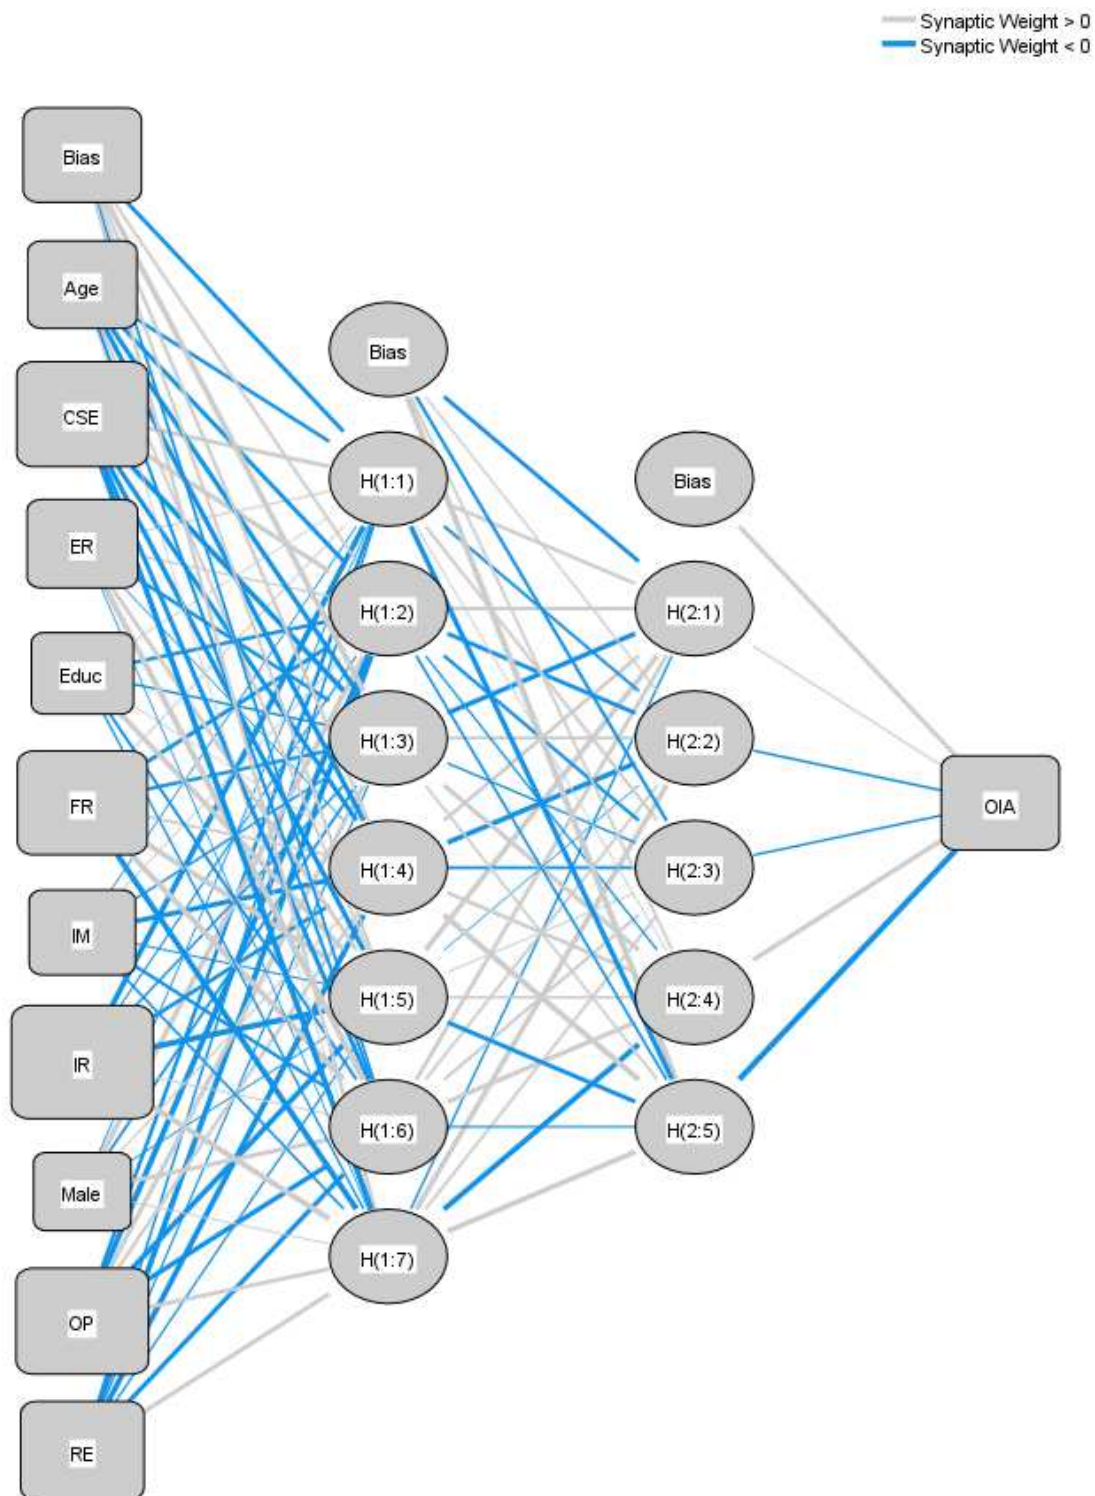 Synaptic Weight > 0
Synaptic Weight < 0
Bias
Age
CSE
ER
Educ
FR
IM
IR
Male
OP
RE
Bias
H(1:1)
H(1:2)
H(1:3)
H(1:4)
H(1:5)
H(1:6)
H(1:7)
Bias
H(2:1)
H(2:2)
H(2:3)
H(2:4)
H(2:5)
OIA